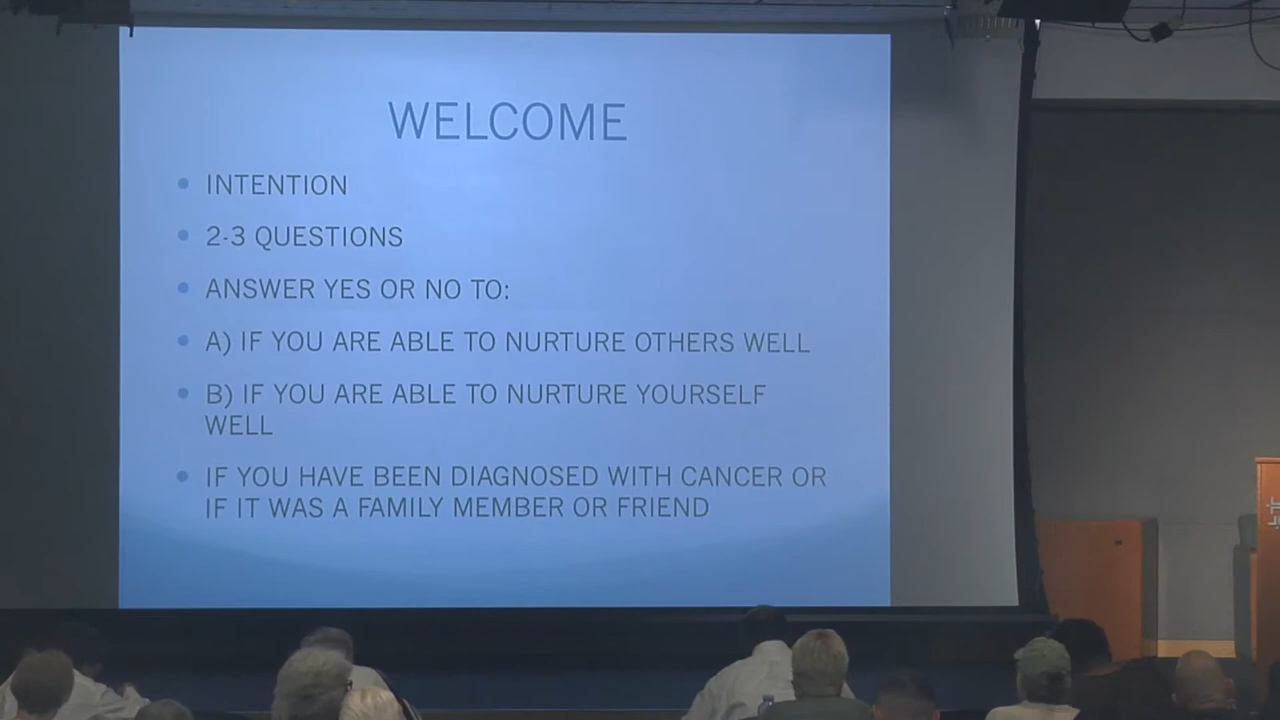 WELCOME
INTENTION
2-3 QUESTIONS
ANSWER YES OR NO TO:
A) IF YOU ARE ABLE TO NURTURE OTHERS WELL
B) IF YOU ARE ABLE TO NURTURE YOURSELF
WELL
IF YOU HAVE BEEN DIAGNOSED WITH CANCER OR
IF IT WAS A FAMILY MEMBER OR FRIEND